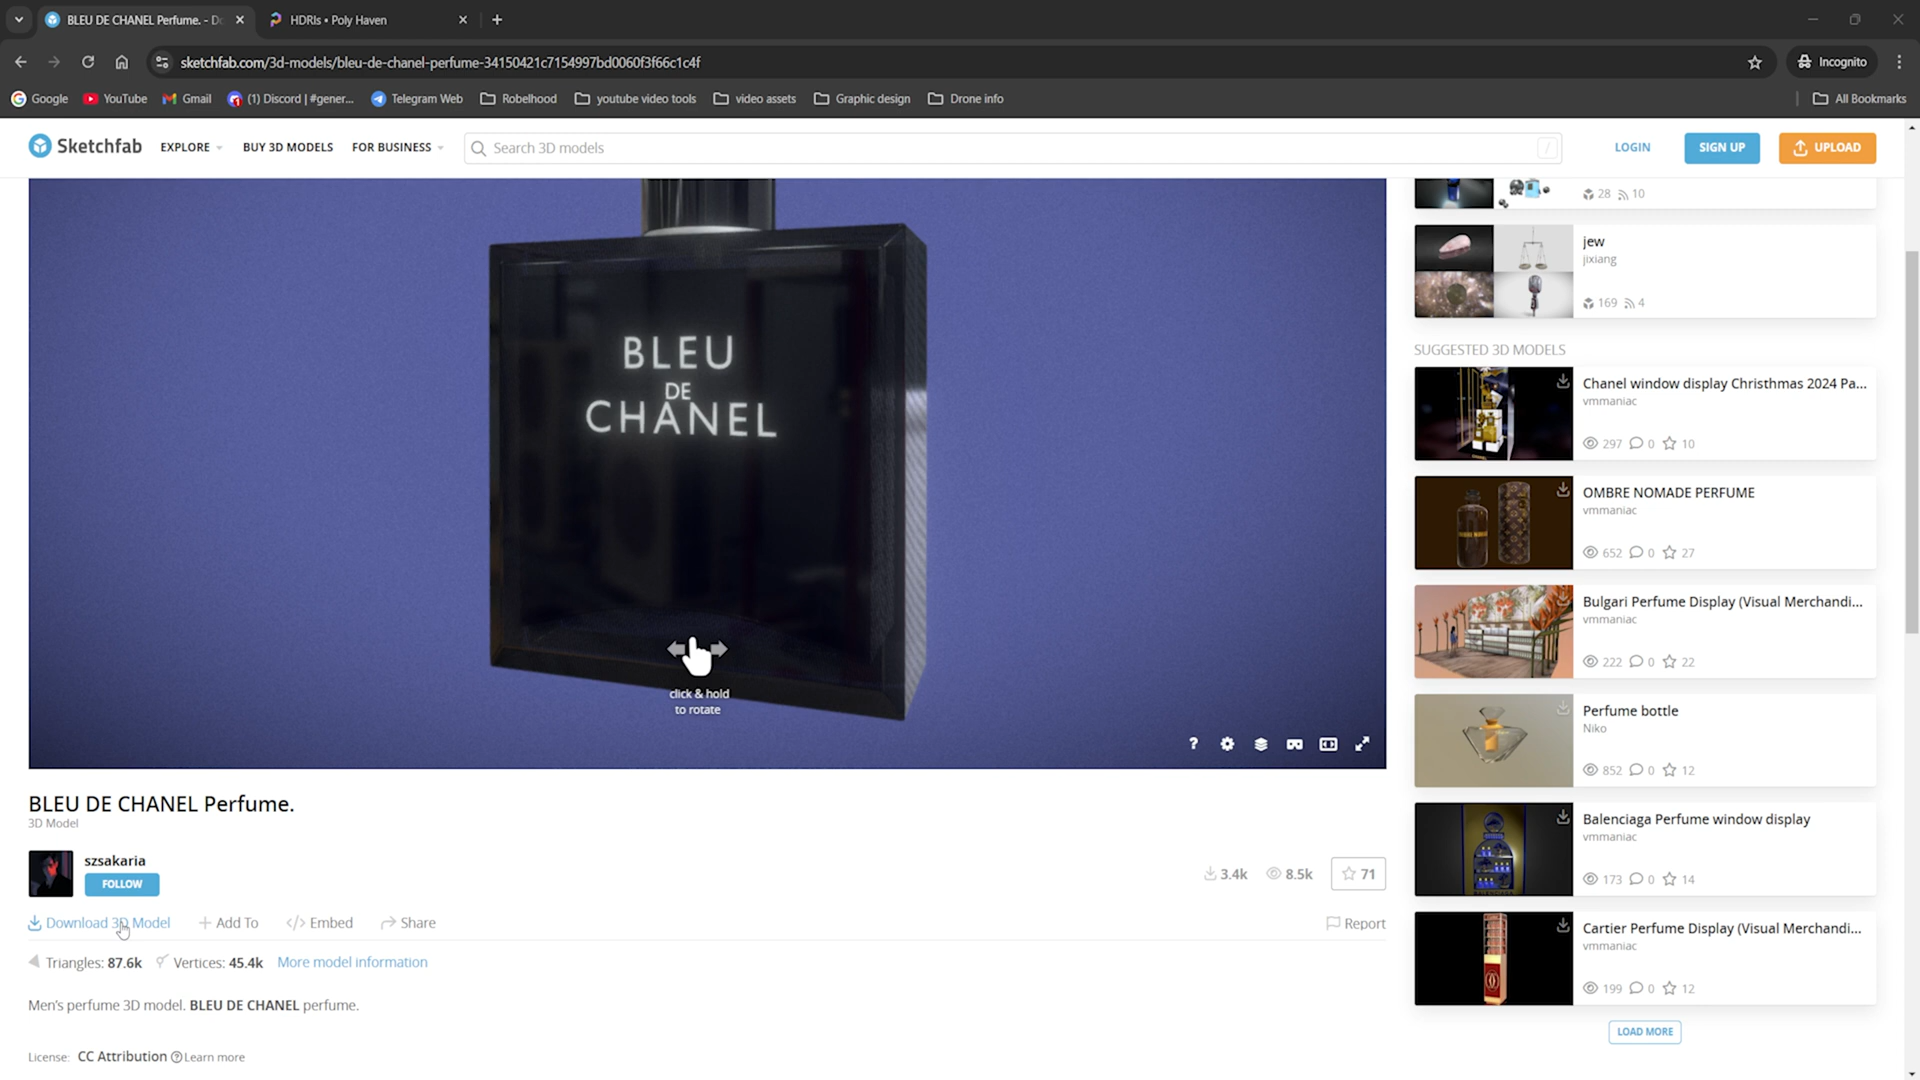 BLEU DE CHANEL Perfume. - Do
HDRIs • Poly Haven
sketchfab.com/3d-models/bleu-de-chanel-perfume-34150421c7154997bd0060f3f66c1c4f
Incognito
Google
YouTube
Gmail
(1) Discord | #gener...
Telegram Web
Robelhood
youtube video tools
video assets
Graphic design
Drone info
All Bookmarks
Sketchfab
EXPLORE
BUY 3D MODELS
FOR BUSINESS
Search 3D models
/
LOGIN
SIGN UP
UPLOAD
BLEU
DE
CHANEL
click & hold
to rotate
?
BLEU DE CHANEL Perfume.
3D Model
szsakaria
FOLLOW
3.4k
8.5k
71
Download 3D Model
+ Add To
</> Embed
Share
Report
Triangles: 87.6k
Vertices: 45.4k
More model information
Men's perfume 3D model. BLEU DE CHANEL perfume.
License: CC Attribution ? Learn more
28 10
jew
jixiang
169 4
SUGGESTED 3D MODELS
Chanel window display Christhmas 2024 Pa...
vmmaniac
297 0 10
OMBRE NOMADE PERFUME
vmmaniac
652 0 27
Bulgari Perfume Display (Visual Merchandi...
vmmaniac
222 0 22
Perfume bottle
Niko
852 0 12
Balenciaga Perfume window display
vmmaniac
173 0 14
Cartier Perfume Display (Visual Merchandi...
vmmaniac
199 0 12
LOAD MORE